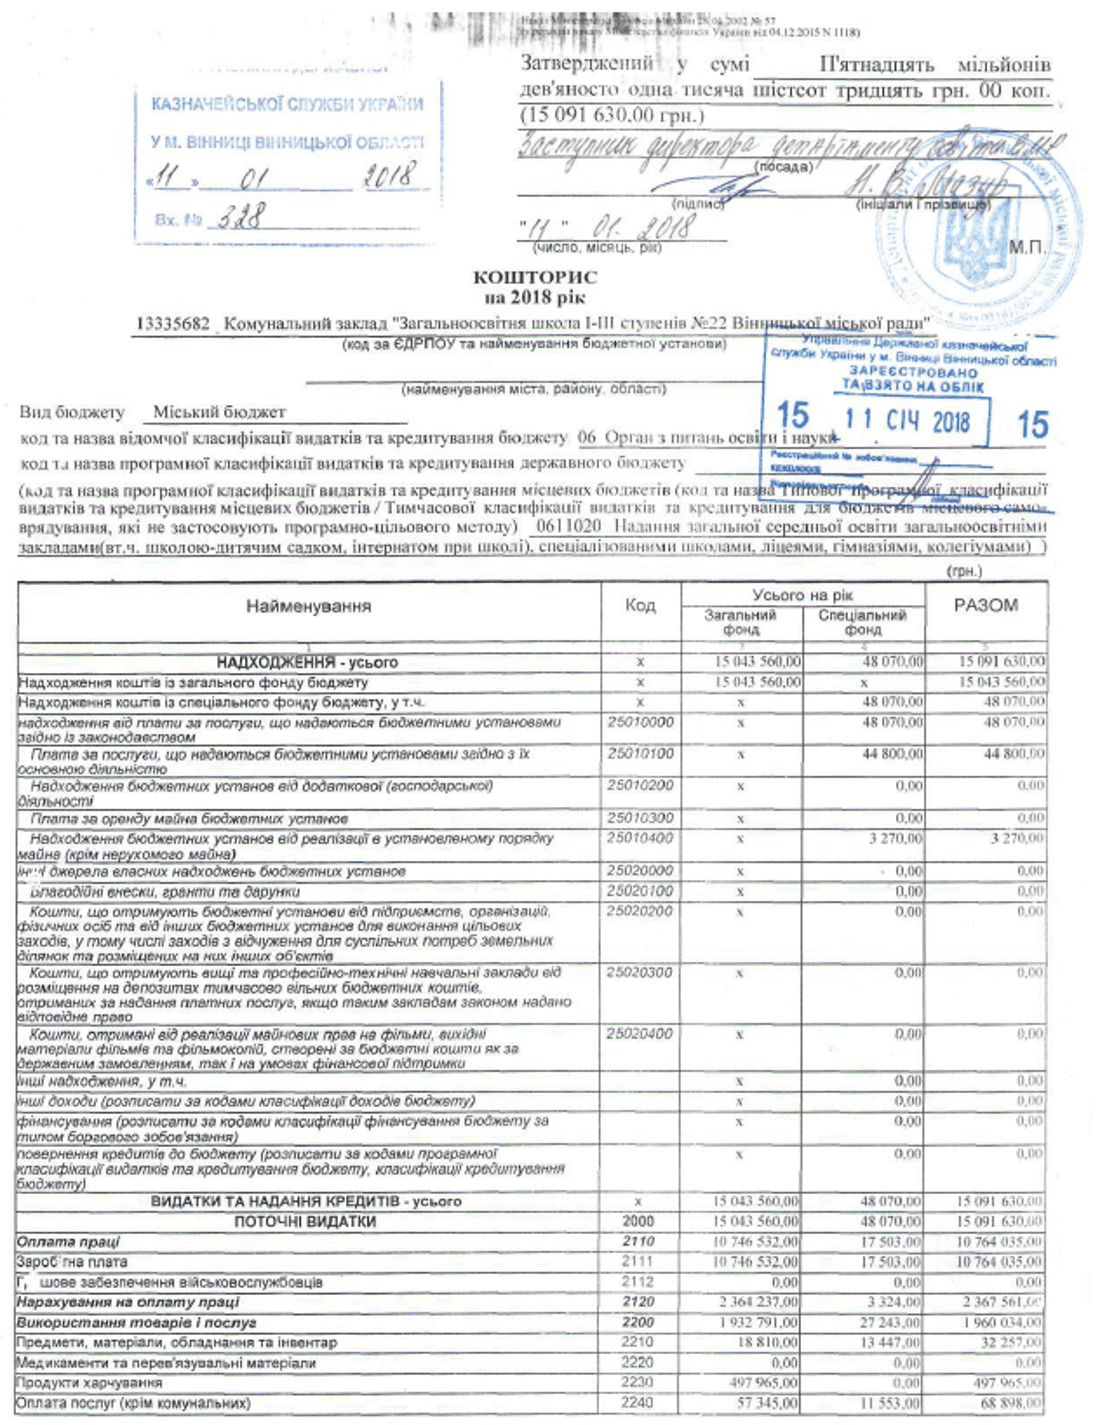 Наказ Міністерства фінансів України 28.01.2002 № 57
(у редакції наказу Міністерства фінансів України від 04.12.2015 N 1118)
КАЗНАЧЕЙСЬКОЇ СЛУЖБИ УКРАЇНИ
У М. ВІННИЦІ ВІННИЦЬКОЇ ОБЛАСТІ
«11» 01 2018
Вх. № 328
Затверджений у сумі П'ятнадцять мільйонів
дев'яносто одна тисяча шістсот тридцять грн. 00 коп.
(15 091 630,00 грн.)
Заступник директора департаменту освіти ВМР
(посада)
(підпис) (ініціали і прізвище)
"11" 01. 2018
(число, місяць, рік) М.П.
КОШТОРИС
на 2018 рік
13335682 Комунальний заклад "Загальноосвітня школа І-ІІІ ступенів №22 Вінницької міської ради"
(код за ЄДРПОУ та найменування бюджетної установи)
(найменування міста, району, області)
Управління Державної казначейської
служби України у м. Вінниці Вінницької області
ЗАРЕЄСТРОВАНО
ТА ВЗЯТО НА ОБЛІК
15 11 СІЧ 2018 15
Вид бюджету Міський бюджет
код та назва відомчої класифікації видатків та кредитування бюджету 06 Орган з питань освіти і науки
код та назва програмної класифікації видатків та кредитування державного бюджету
(код та назва програмної класифікації видатків та кредитування місцевих бюджетів (код та назва Типової програмної класифікації
видатків та кредитування місцевих бюджетів / Тимчасової класифікації видатків та кредитування для бюджетів місцевого само-
врядування, які не застосовують програмно-цільового методу) 0611020 Надання загальної середньої освіти загальноосвітніми
закладами(вт.ч. школою-дитячим садком, інтернатом при школі), спеціалізованими школами, ліцеями, гімназіями, колегіумами) )
(грн.)
Найменування Код Усього на рік РАЗОМ
Загальний фонд Спеціальний фонд
1 3 4 5
НАДХОДЖЕННЯ - усього х 15 043 560,00 48 070,00 15 091 630,00
Надходження коштів із загального фонду бюджету х 15 043 560,00 х 15 043 560,00
Надходження коштів із спеціального фонду бюджету, у т.ч. х х 48 070,00 48 070,00
надходження від плати за послуги, що надаються бюджетними установами 25010000 х 48 070,00 48 070,00
згідно із законодавством
Плата за послуги, що надаються бюджетними установами згідно з їх 25010100 х 44 800,00 44 800,00
основною діяльністю
Надходження бюджетних установ від додаткової (господарської) 25010200 х 0,00 0,00
діяльності
Плата за оренду майна бюджетних установ 25010300 х 0,00 0,00
Надходження бюджетних установ від реалізації в установленому порядку 25010400 х 3 270,00 3 270,00
майна (крім нерухомого майна)
інші джерела власних надходжень бюджетних установ 25020000 х 0,00 0,00
Благодійні внески, гранти та дарунки 25020100 х 0,00 0,00
Кошти, що отримують бюджетні установи від підприємств, організацій, 25020200 х 0,00 0,00
фізичних осіб та від інших бюджетних установ для виконання цільових
заходів, у тому числі заходів з відчуження для суспільних потреб земельних
ділянок та розміщених на них інших об'єктів
Кошти, що отримують вищі та професійно-технічні навчальні заклади від 25020300 х 0,00 0,00
розміщення на депозитах тимчасово вільних бюджетних коштів,
отриманих за надання платних послуг, якщо таким закладам законом надано
відповідне право
Кошти, отримані від реалізації майнових прав на фільми, вихідні 25020400 х 0,00 0,00
матеріали фільмів та фільмокопій, створені за бюджетні кошти як за
державним замовленням, так і на умовах фінансової підтримки
інші надходження, у т.ч. х 0,00 0,00
інші доходи (розписати за кодами класифікації доходів бюджету) х 0,00 0,00
фінансування (розписати за кодами класифікації фінансування бюджету за х 0,00 0,00
типом боргового зобов'язання)
повернення кредитів до бюджету (розписати за кодами програмної х 0,00 0,00
класифікації видатків та кредитування бюджету, класифікації кредитування
бюджету)
ВИДАТКИ ТА НАДАННЯ КРЕДИТІВ - усього х 15 043 560,00 48 070,00 15 091 630,00
ПОТОЧНІ ВИДАТКИ 2000 15 043 560,00 48 070,00 15 091 630,00
Оплата праці 2110 10 746 532,00 17 503,00 10 764 035,00
Заробітна плата 2111 10 746 532,00 17 503,00 10 764 035,00
Г, шове забезпечення військовослужбовців 2112 0,00 0,00 0,00
Нарахування на оплату праці 2120 2 364 237,00 3 324,00 2 367 561,00
Використання товарів і послуг 2200 1 932 791,00 27 243,00 1 960 034,00
Предмети, матеріали, обладнання та інвентар 2210 18 810,00 13 447,00 32 257,00
Медикаменти та перев'язувальні матеріали 2220 0,00 0,00 0,00
Продукти харчування 2230 497 965,00 0,00 497 965,00
Оплата послуг (крім комунальних) 2240 57 345,00 11 553,00 68 898,00